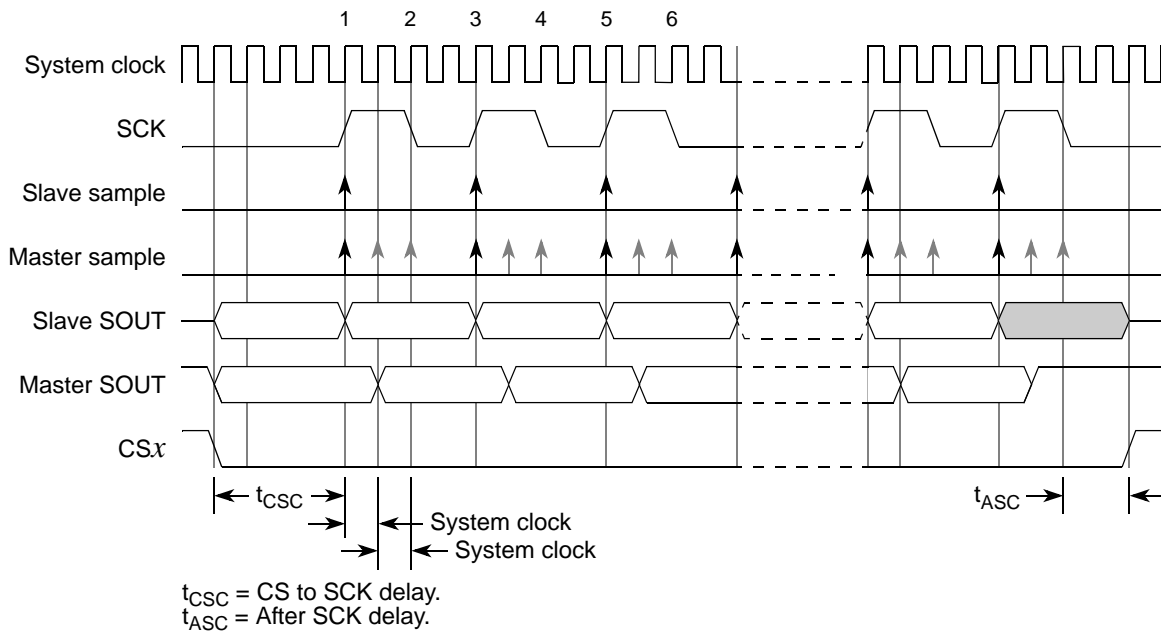 1 2 3 4 5 6
System clock
SCK
Slave sample
Master sample
Slave SOUT
Master SOUT
CSx
tCSC
tASC
System clock
System clock
tCSC = CS to SCK delay.
tASC = After SCK delay.